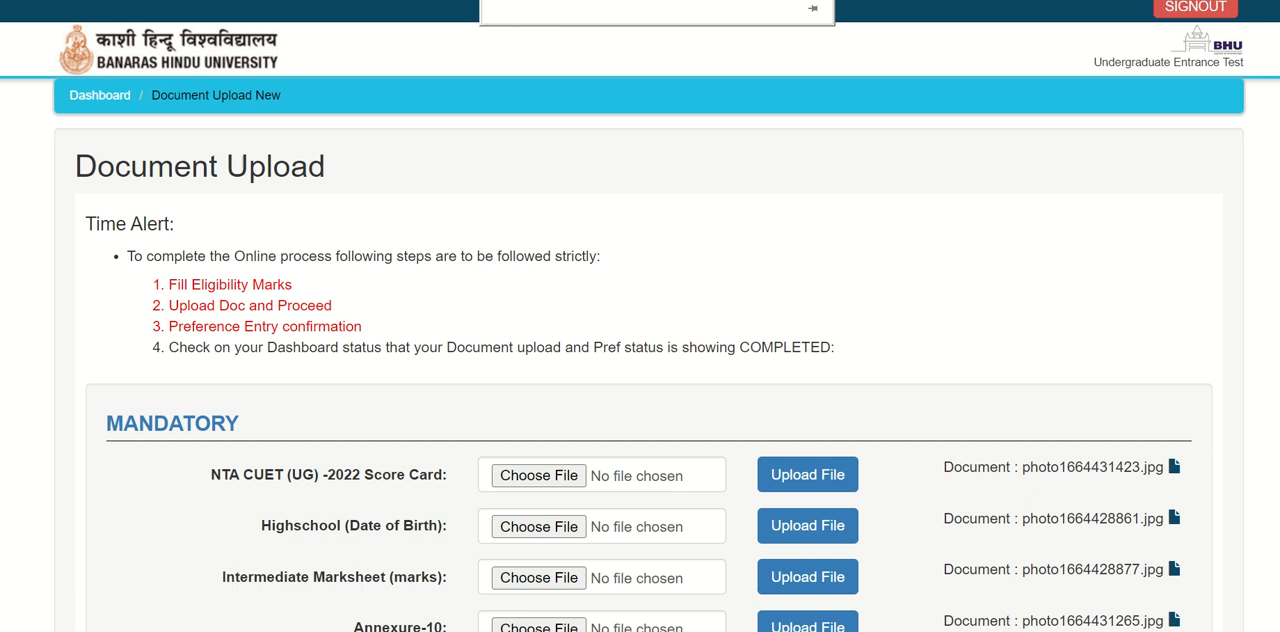 SIGNOUT
काशी हिन्दू विश्वविद्यालय
BANARAS HINDU UNIVERSITY
BHU
Undergraduate Entrance Test
Dashboard / Document Upload New
Document Upload
Time Alert:
• To complete the Online process following steps are to be followed strictly:
1. Fill Eligibility Marks
2. Upload Doc and Proceed
3. Preference Entry confirmation
4. Check on your Dashboard status that your Document upload and Pref status is showing COMPLETED:
MANDATORY
NTA CUET (UG) -2022 Score Card: Choose File No file chosen Upload File Document : photo1664431423.jpg
Highschool (Date of Birth): Choose File No file chosen Upload File Document : photo1664428861.jpg
Intermediate Marksheet (marks): Choose File No file chosen Upload File Document : photo1664428877.jpg
Annexure-10: Choose File No file chosen Upload File Document : photo1664431265.jpg